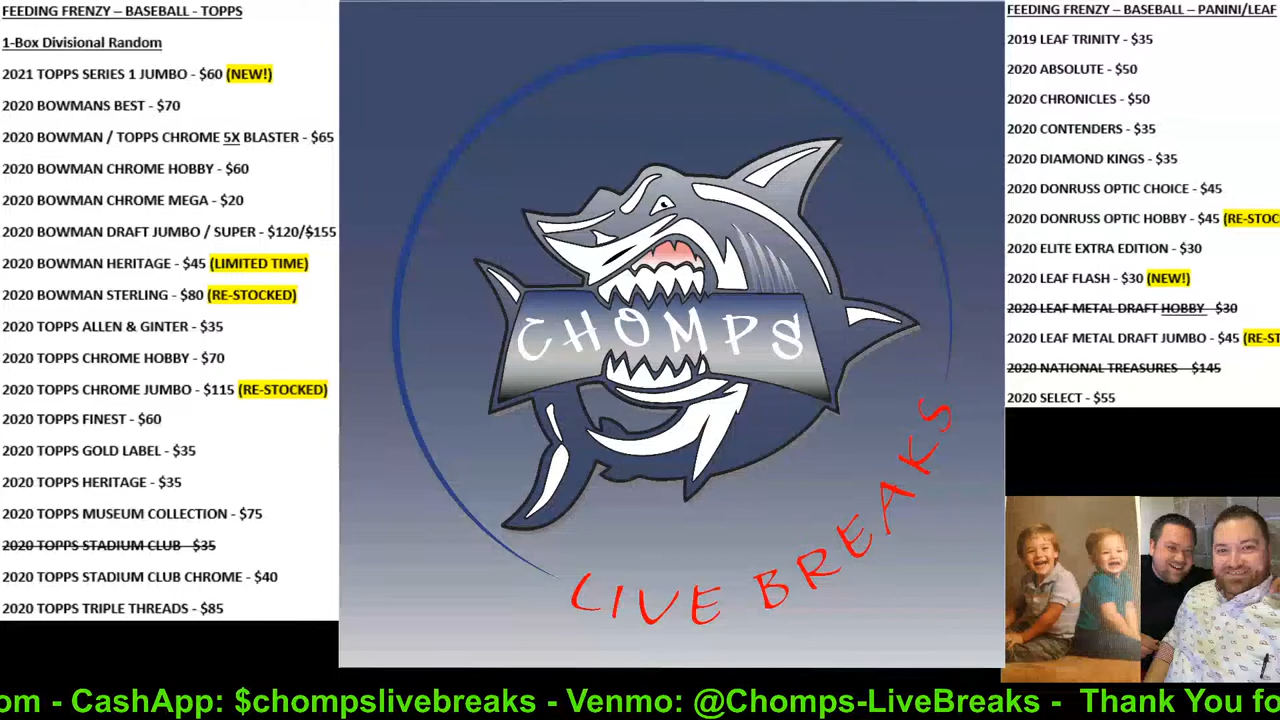 FEEDING FRENZY – BASEBALL - TOPPS
1-Box Divisional Random
2021 TOPPS SERIES 1 JUMBO - $60 (NEW!)
2020 BOWMANS BEST - $70
2020 BOWMAN / TOPPS CHROME 5X BLASTER - $65
2020 BOWMAN CHROME HOBBY - $60
2020 BOWMAN CHROME MEGA - $20
2020 BOWMAN DRAFT JUMBO / SUPER - $120/$155
2020 BOWMAN HERITAGE - $45 (LIMITED TIME)
2020 BOWMAN STERLING - $80 (RE-STOCKED)
2020 TOPPS ALLEN & GINTER - $35
2020 TOPPS CHROME HOBBY - $70
2020 TOPPS CHROME JUMBO - $115 (RE-STOCKED)
2020 TOPPS FINEST - $60
2020 TOPPS GOLD LABEL - $35
2020 TOPPS HERITAGE - $35
2020 TOPPS MUSEUM COLLECTION - $75
2020 TOPPS STADIUM CLUB - $35
2020 TOPPS STADIUM CLUB CHROME - $40
2020 TOPPS TRIPLE THREADS - $85
CHOMPS
LIVE BREAKS
FEEDING FRENZY – BASEBALL – PANINI/LEAF
2019 LEAF TRINITY - $35
2020 ABSOLUTE - $50
2020 CHRONICLES - $50
2020 CONTENDERS - $35
2020 DIAMOND KINGS - $35
2020 DONRUSS OPTIC CHOICE - $45
2020 DONRUSS OPTIC HOBBY - $45 (RE-STOC
2020 ELITE EXTRA EDITION - $30
2020 LEAF FLASH - $30 (NEW!)
2020 LEAF METAL DRAFT HOBBY - $30
2020 LEAF METAL DRAFT JUMBO - $45 (RE-ST
2020 NATIONAL TREASURES - $145
2020 SELECT - $55
om - CashApp: $chompslivebreaks - Venmo: @Chomps-LiveBreaks - Thank You fo